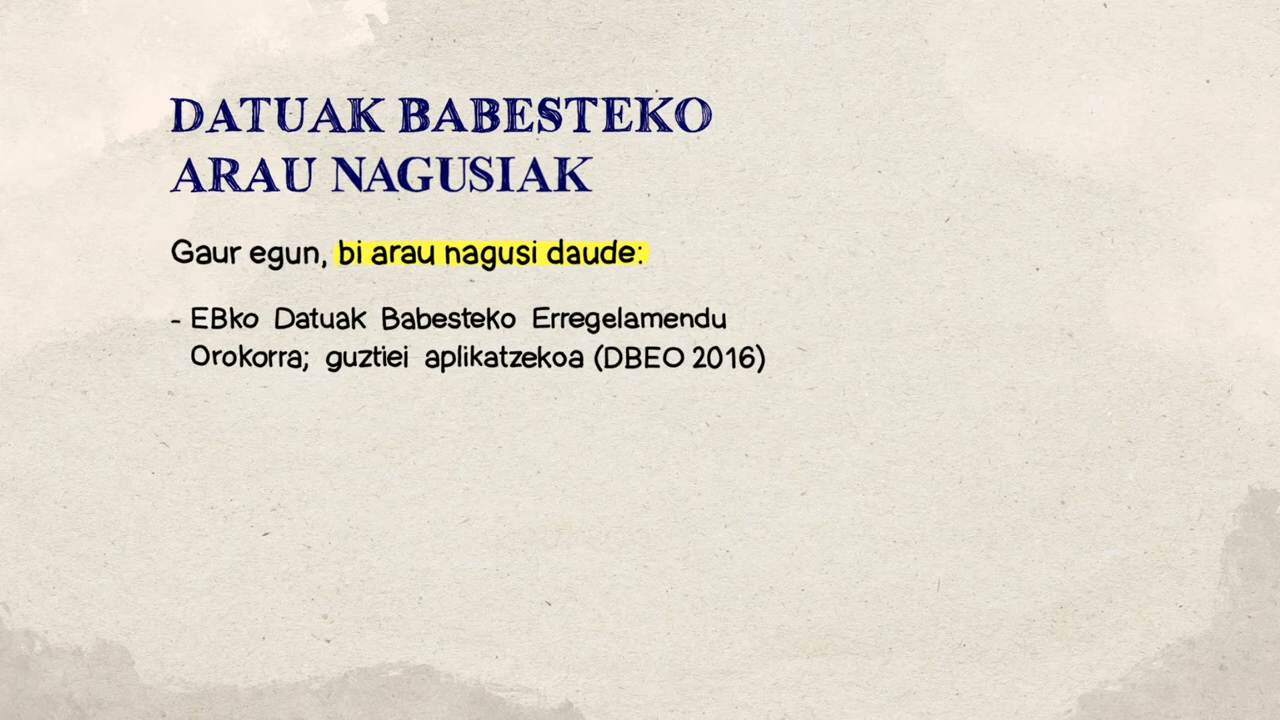 DATUAK BABESTEKO
ARAU NAGUSIAK
Gaur egun, bi arau nagusi daude:
- EBko Datuak Babesteko Erregelamendu
Orokorra; guztiei aplikatzekoa (DBEO 2016)